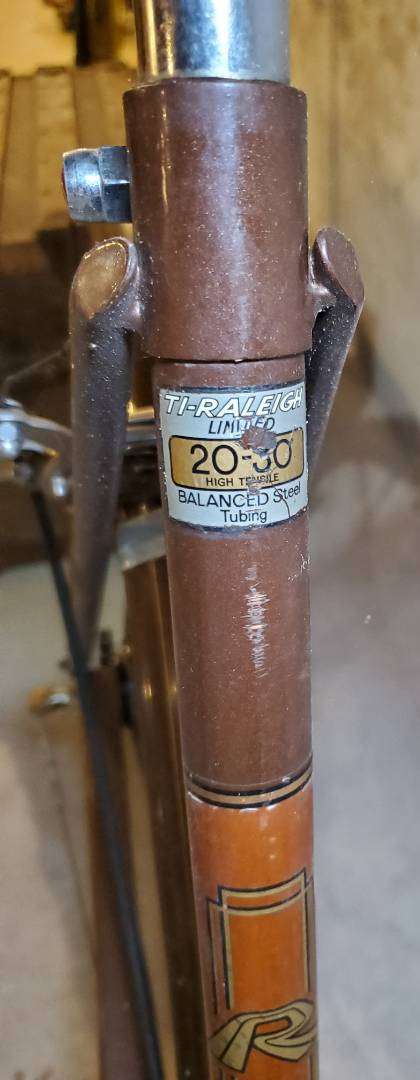 TI-RALEIGH
LIMITED
20-30
HIGH TENSILE
BALANCED Steel
Tubing
R